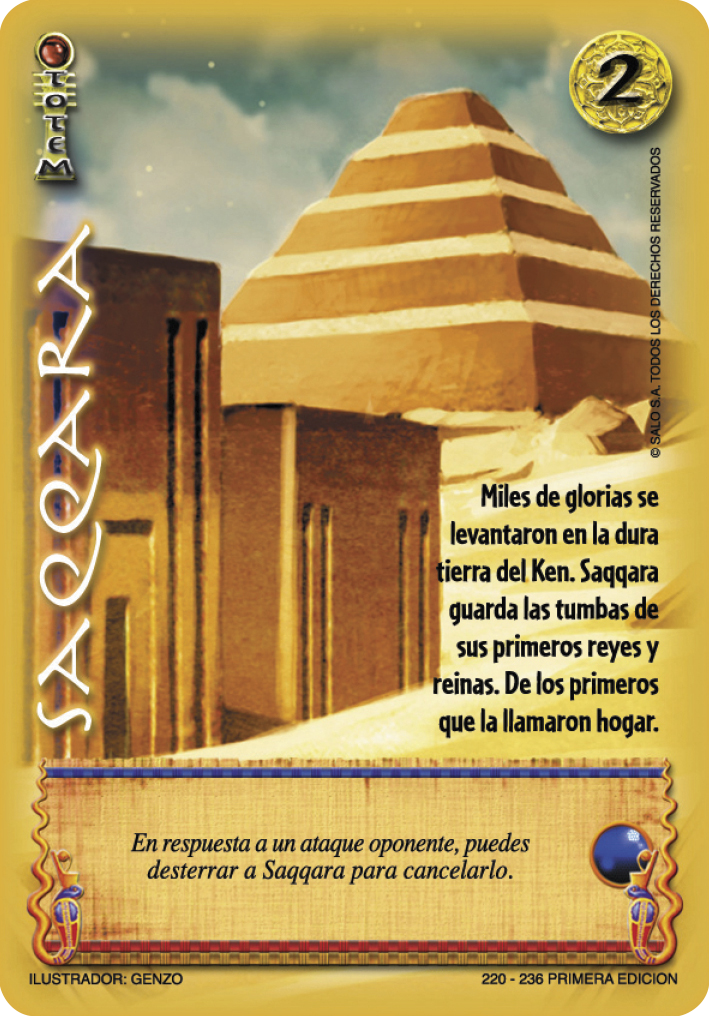 TOTEM
2
SAQQARA
© SALO S.A. TODOS LOS DERECHOS RESERVADOS
Miles de glorias se
levantaron en la dura
tierra del Ken. Saqqara
guarda las tumbas de
sus primeros reyes y
reinas. De los primeros
que la llamaron hogar.
En respuesta a un ataque oponente, puedes
desterrar a Saqqara para cancelarlo.
ILUSTRADOR: GENZO
220 - 236 PRIMERA EDICION